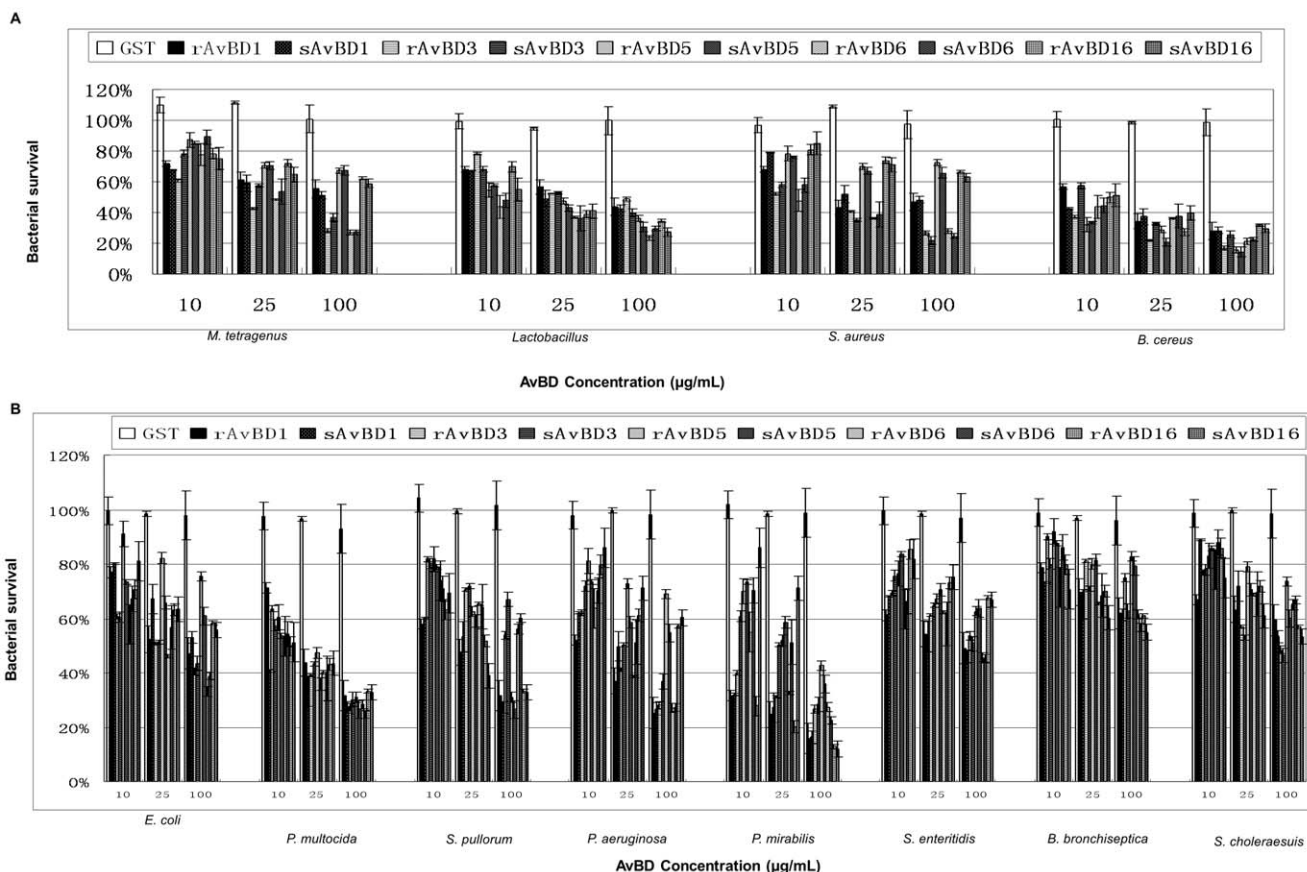 A
GST rAvBD1 sAvBD1 rAvBD3 sAvBD3 rAvBD5 sAvBD5 rAvBD6 sAvBD6 rAvBD16 sAvBD16
120%
100%
80%
60%
40%
20%
0%
Bacterial survival
10 25 100 10 25 100 10 25 100 10 25 100
M. tetragenus Lactobacillus S. aureus B. cereus
AvBD Concentration (µg/mL)
B
GST rAvBD1 sAvBD1 rAvBD3 sAvBD3 rAvBD5 sAvBD5 rAvBD6 sAvBD6 rAvBD16 sAvBD16
120%
100%
80%
60%
40%
20%
0%
Bacterial survival
10 25 100 10 25 100 10 25 100 10 25 100 10 25 100 10 25 100 10 25 100 10 25 100
E. coli P. multocida S. pullorum P. aeruginosa P. mirabilis S. enteritidis B. bronchiseptica S. choleraesuis
AvBD Concentration (µg/mL)